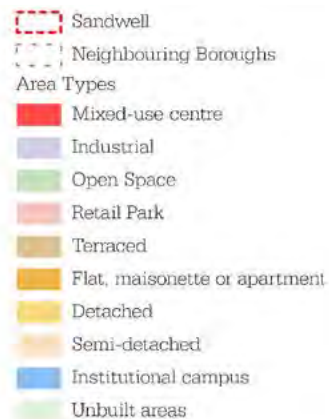 Sandwell
Neighbouring Boroughs
Area Types
Mixed-use centre
Industrial
Open Space
Retail Park
Terraced
Flat, maisonette or apartment
Detached
Semi-detached
Institutional campus
Unbuilt areas